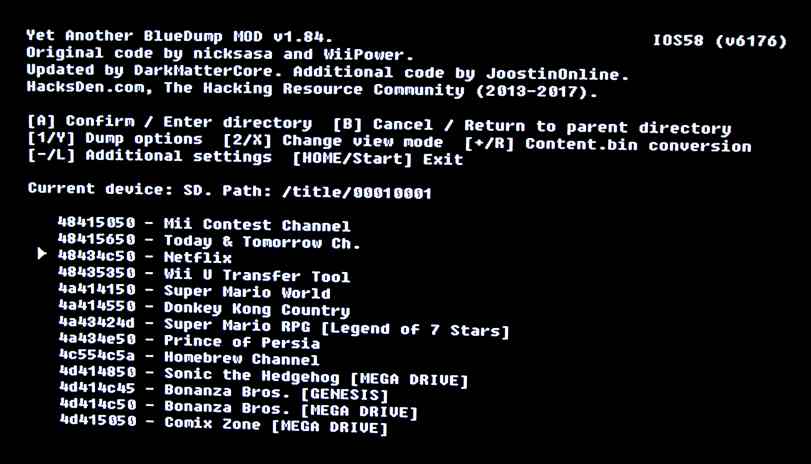 Yet Another BlueDump MOD v1.84.
IOS58 (v6176)
Original code by nicksasa and WiiPower.
Updated by DarkMatterCore. Additional code by JoostinOnline.
HacksDen.com, The Hacking Resource Community (2013-2017).
[A] Confirm / Enter directory [B] Cancel / Return to parent directory
[1/Y] Dump options [2/X] Change view mode [+/R] Content.bin conversion
[-/L] Additional settings [HOME/Start] Exit
Current device: SD. Path: /title/00010001
48415050 - Mii Contest Channel
48415650 - Today & Tomorrow Ch.
48434c50 - Netflix
48435350 - Wii U Transfer Tool
4a414150 - Super Mario World
4a414550 - Donkey Kong Country
4a43424d - Super Mario RPG [Legend of 7 Stars]
4a434e50 - Prince of Persia
4c554c5a - Homebrew Channel
4d414850 - Sonic the Hedgehog [MEGA DRIVE]
4d414c45 - Bonanza Bros. [GENESIS]
4d414c50 - Bonanza Bros. [MEGA DRIVE]
4d415050 - Comix Zone [MEGA DRIVE]